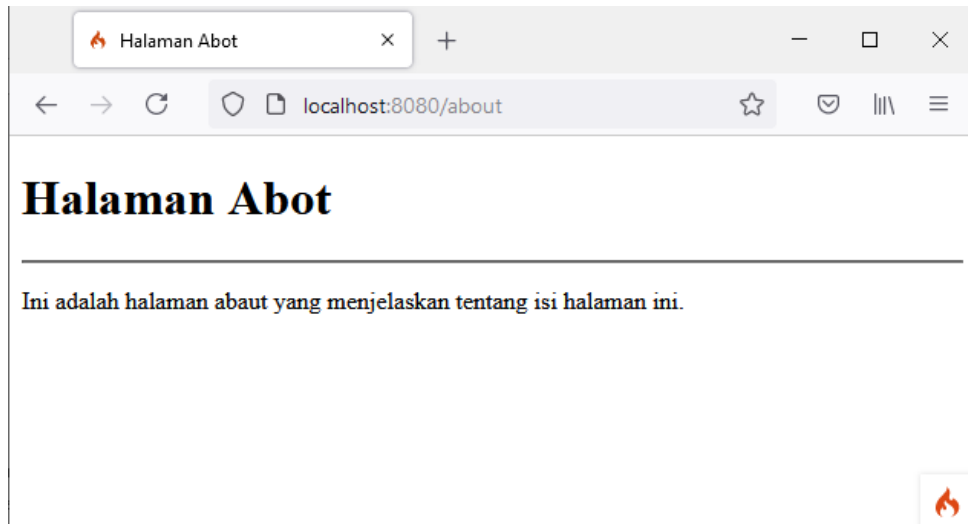 Halaman Abot
localhost:8080/about
Halaman Abot
Ini adalah halaman abaut yang menjelaskan tentang isi halaman ini.